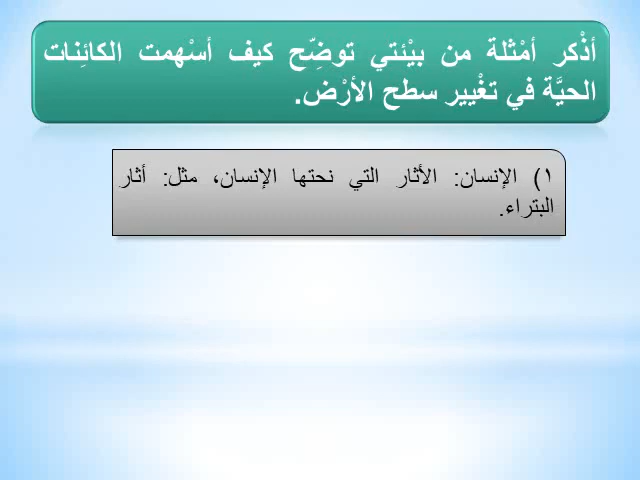 أذْكر أمْثلة من بيْئتي توضِّح كيف أسْهمت الكائِنات
الحيَّة في تغْيير سطح الأرْض.
١) الإنسان: الأثار التي نحتها الإنسان، مثل: أثار
البتراء.